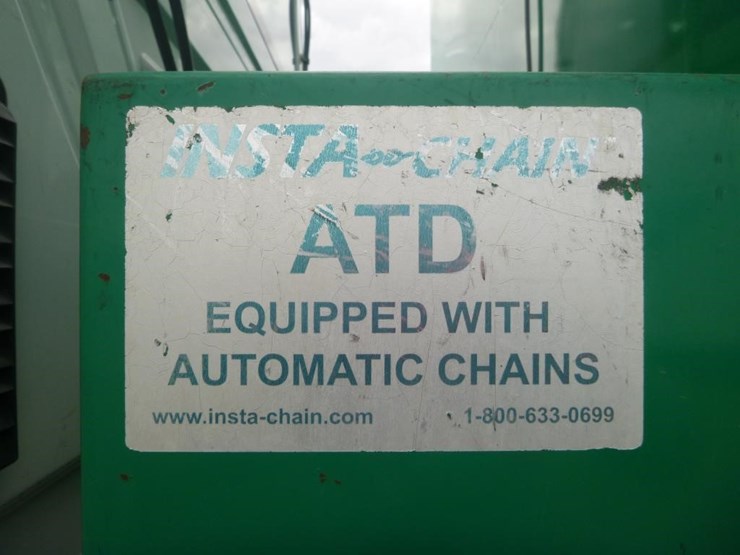 INSTA CHAIN
ATD
EQUIPPED WITH
AUTOMATIC CHAINS
www.insta-chain.com 1-800-633-0699